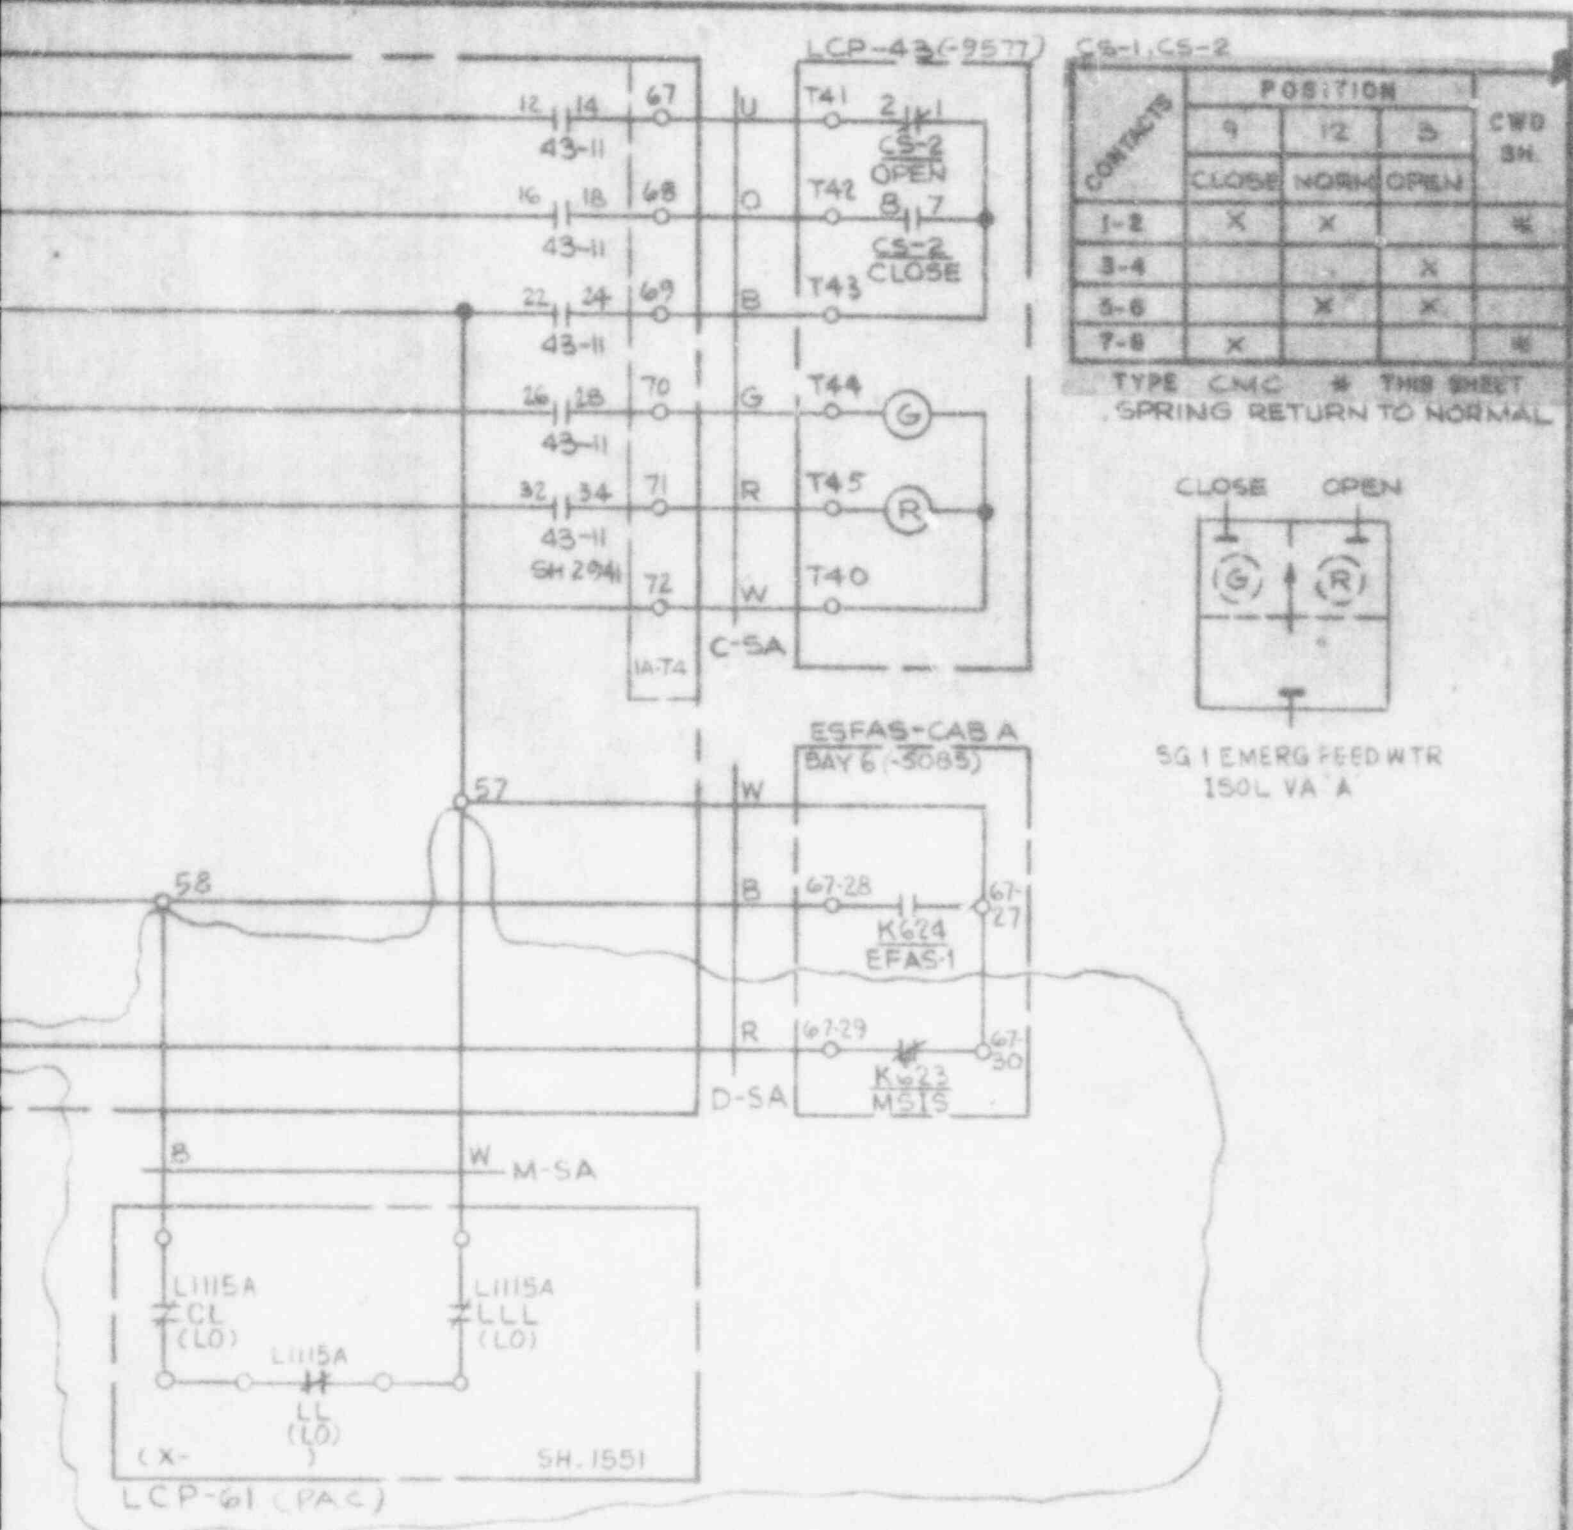 LCP-43(-9577)
CS-1, CS-2
CONTACTS
POSITION
CWD
SH.
9 12 3
CLOSE NORM OPEN
1-2 X X *
3-4 X
5-6 X X
7-8 X *
TYPE CMC * THIS SHEET
SPRING RETURN TO NORMAL
12 14 67 U T41 2 1
43-11
CS-2
OPEN
16 18 68 O T42 8 7
43-11
CS-2
CLOSE
22 24 69 B T43
43-11
26 28 70 G T44 G
43-11
32 34 71 R T45 R
43-11
SH 2941
72 W T40
1A-T4
C-SA
CLOSE OPEN
G R
SG 1 EMERG FEEDWTR
ISOL VA A
ESFAS-CAB A
BAY 6 (-3085)
57 W
58 B 67-28 67-
27
K624
EFAS-1
R 67-29 67-
30
K623
MSIS
D-SA
B W M-SA
L1115A
CL
(LO)
L1115A
LLL
(LO)
L1115A
LL
(LO)
(X- )
SH. 1551
LCP-61 (PAC)